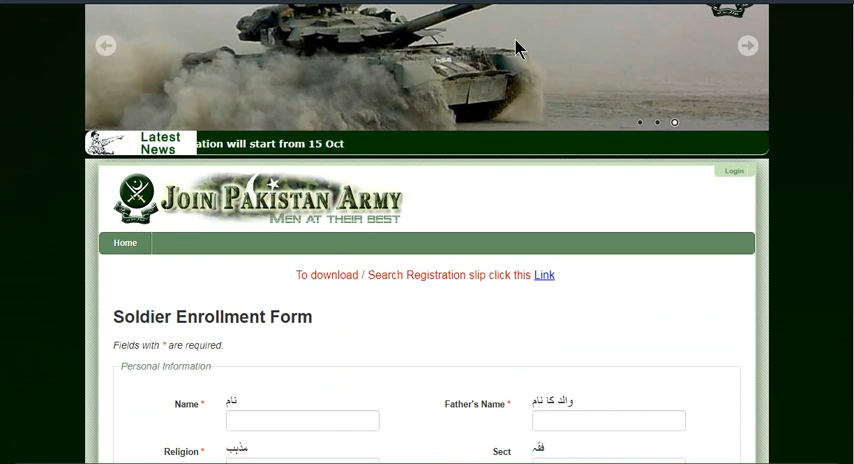 Latest
News
ation will start from 15 Oct
Login
JOIN PAKISTAN ARMY
MEN AT THEIR BEST
Home
To download / Search Registration slip click this Link
Soldier Enrollment Form
Fields with * are required.
Personal Information
Name * نام Father's Name * والد کا نام
Religion * مذہب Sect فقہ